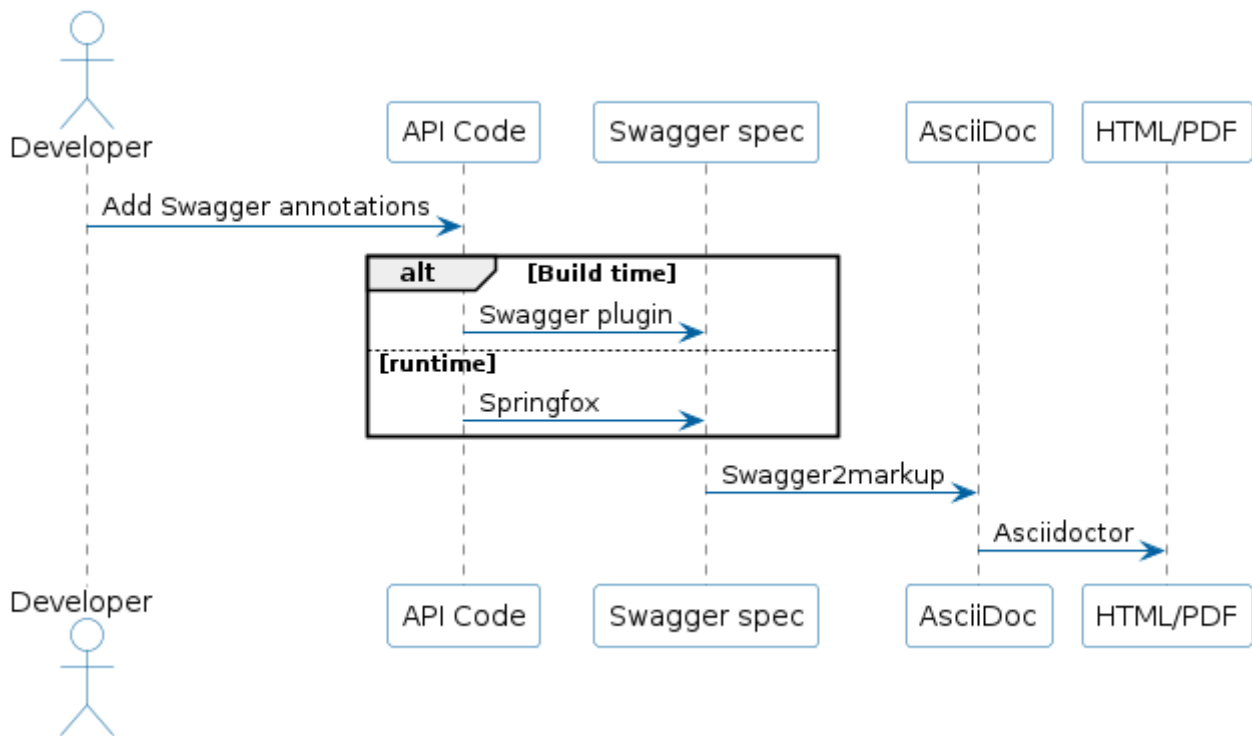 Developer
API Code
Swagger spec
AsciiDoc
HTML/PDF
Add Swagger annotations
alt
[Build time]
Swagger plugin
[runtime]
Springfox
Swagger2markup
Asciidoctor
Developer
API Code
Swagger spec
AsciiDoc
HTML/PDF